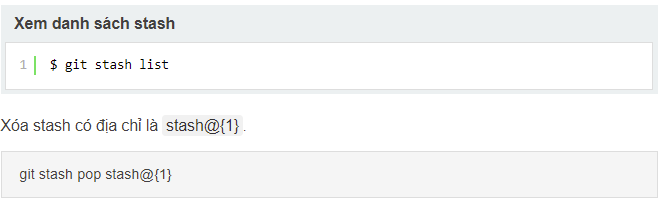 Xem danh sách stash
1 $ git stash list
Xóa stash có địa chỉ là stash@{1}.
git stash pop stash@{1}